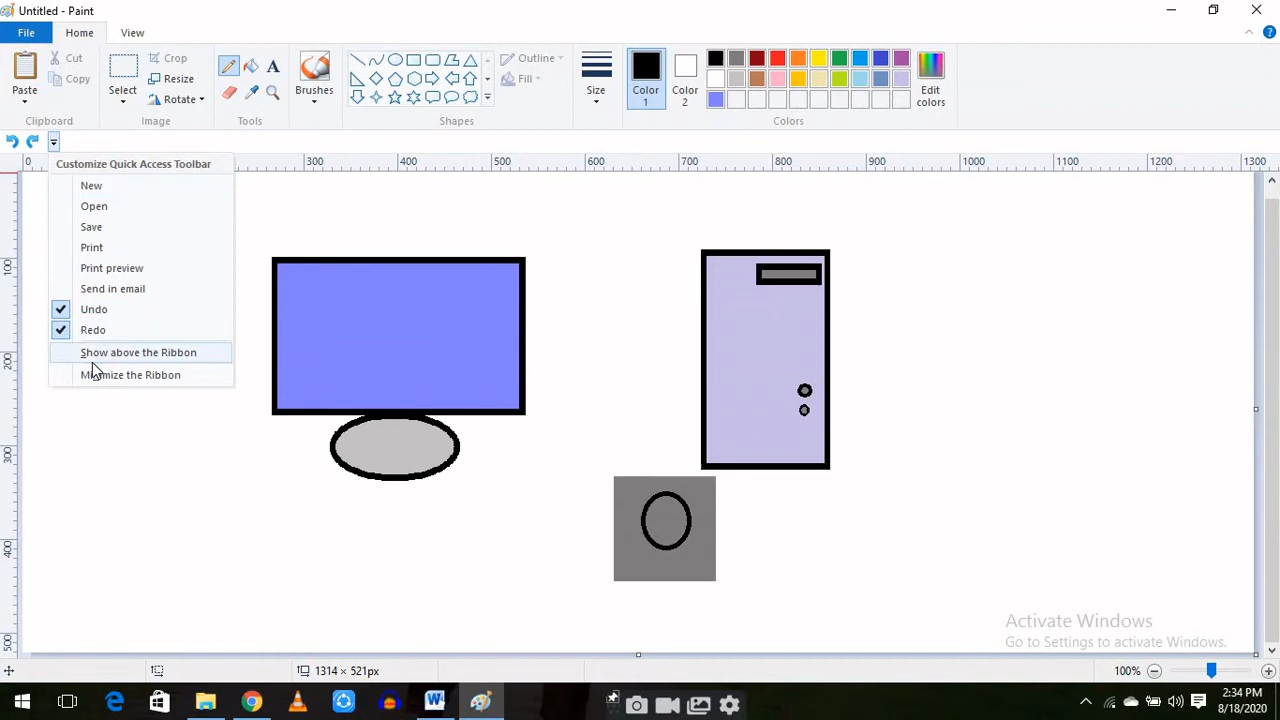 Untitled - Paint
File Home View
Paste
Cut
Copy
Clipboard
Select
Crop
Resize
Rotate
Image
Tools
Brushes
Shapes
Outline
Fill
Size
Color
1
Color
2
Edit
colors
Colors
Customize Quick Access Toolbar
New
Open
Save
Print
Print preview
Send in email
Undo
Redo
Show above the Ribbon
Minimize the Ribbon
0 300 400 500 600 700 800 900 1000 1100 1200 1300
100
200
300
400
500
Activate Windows
Go to Settings to activate Windows.
1314 × 521px
100%
2:34 PM
8/18/2020